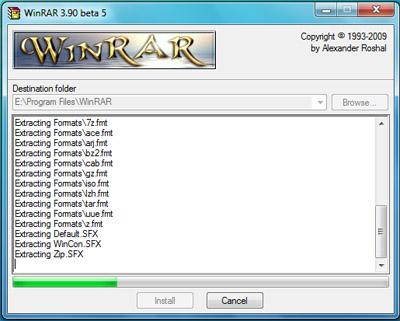 WinRAR 3.90 beta 5
WinRAR
Copyright © 1993-2009
by Alexander Roshal
Destination folder
E:\Program Files\WinRAR
Browse...
Extracting Formats\7z.fmt
Extracting Formats\ace.fmt
Extracting Formats\arj.fmt
Extracting Formats\bz2.fmt
Extracting Formats\cab.fmt
Extracting Formats\gz.fmt
Extracting Formats\iso.fmt
Extracting Formats\lzh.fmt
Extracting Formats\tar.fmt
Extracting Formats\uue.fmt
Extracting Formats\z.fmt
Extracting Default.SFX
Extracting WinCon.SFX
Extracting Zip.SFX
Install
Cancel